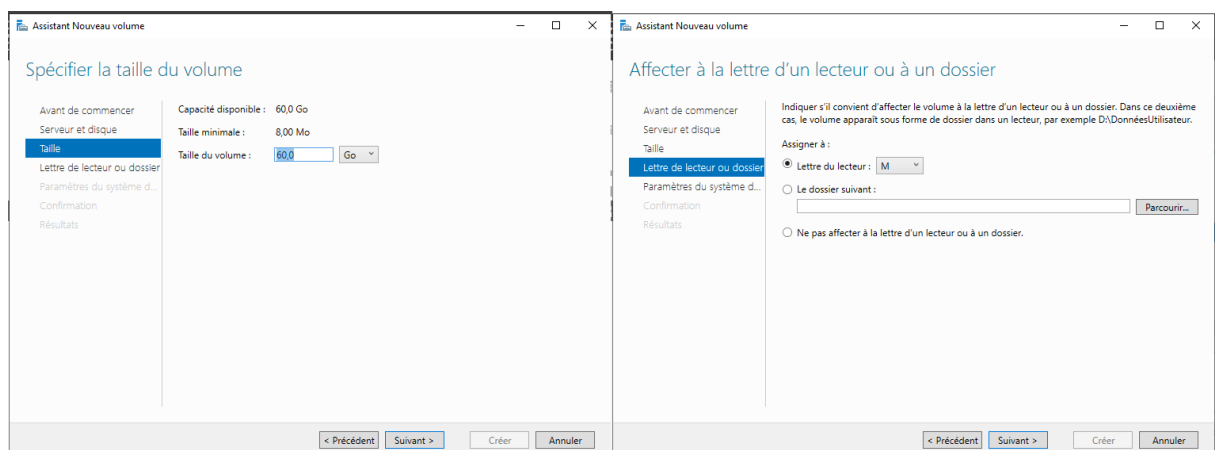 Assistant Nouveau volume
Spécifier la taille du volume
Avant de commencer
Serveur et disque
Taille
Lettre de lecteur ou dossier
Paramètres du système d...
Confirmation
Résultats
Capacité disponible : 60,0 Go
Taille minimale : 8,00 Mo
Taille du volume : 60,0 Go
< Précédent Suivant > Créer Annuler
Assistant Nouveau volume
Affecter à la lettre d'un lecteur ou à un dossier
Avant de commencer
Serveur et disque
Taille
Lettre de lecteur ou dossier
Paramètres du système d...
Confirmation
Résultats
Indiquer s'il convient d'affecter le volume à la lettre d'un lecteur ou à un dossier. Dans ce deuxième
cas, le volume apparaît sous forme de dossier dans un lecteur, par exemple D:\DonnéesUtilisateur.
Assigner à :
Lettre du lecteur : M
Le dossier suivant :
Parcourir...
Ne pas affecter à la lettre d'un lecteur ou à un dossier.
< Précédent Suivant > Créer Annuler